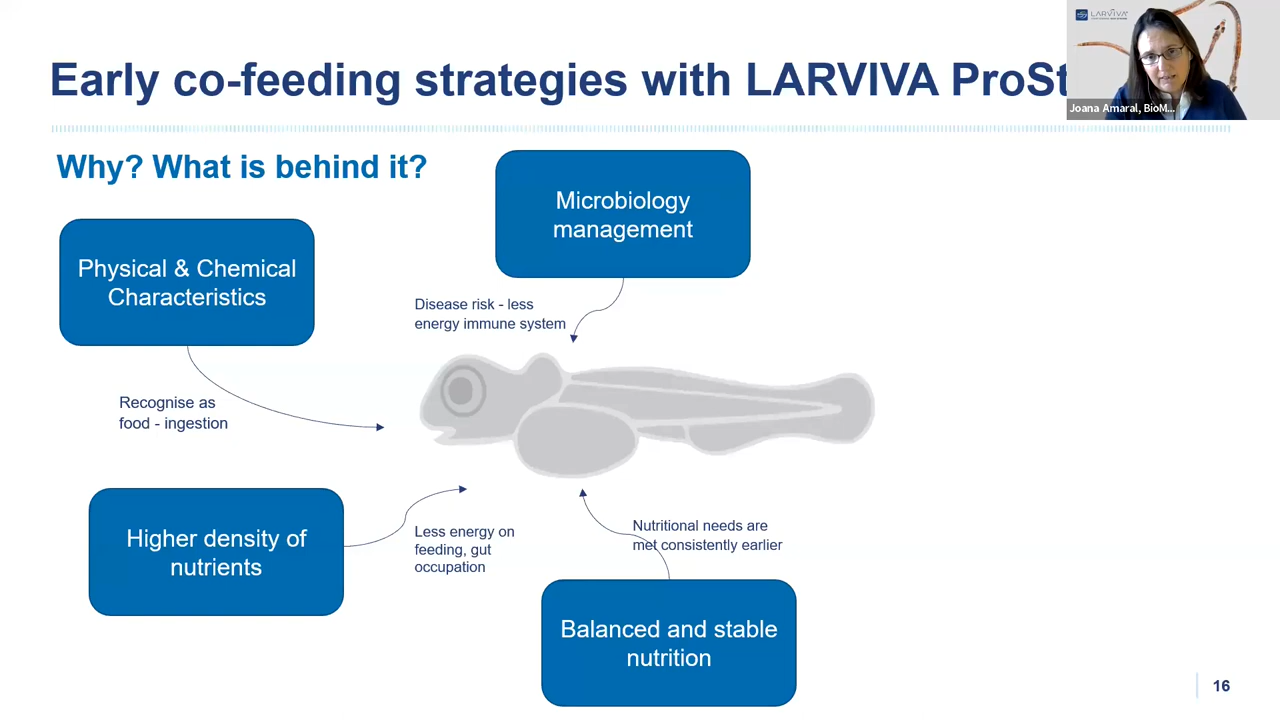 LARVIVA
Early co-feeding strategies with LARVIVA ProSt
Joana Amaral, BioM...
Why? What is behind it?
Microbiology
management
Physical & Chemical
Characteristics
Disease risk - less
energy immune system
Recognise as
food - ingestion
Higher density of
nutrients
Less energy on
feeding, gut
occupation
Nutritional needs are
met consistently earlier
Balanced and stable
nutrition
16